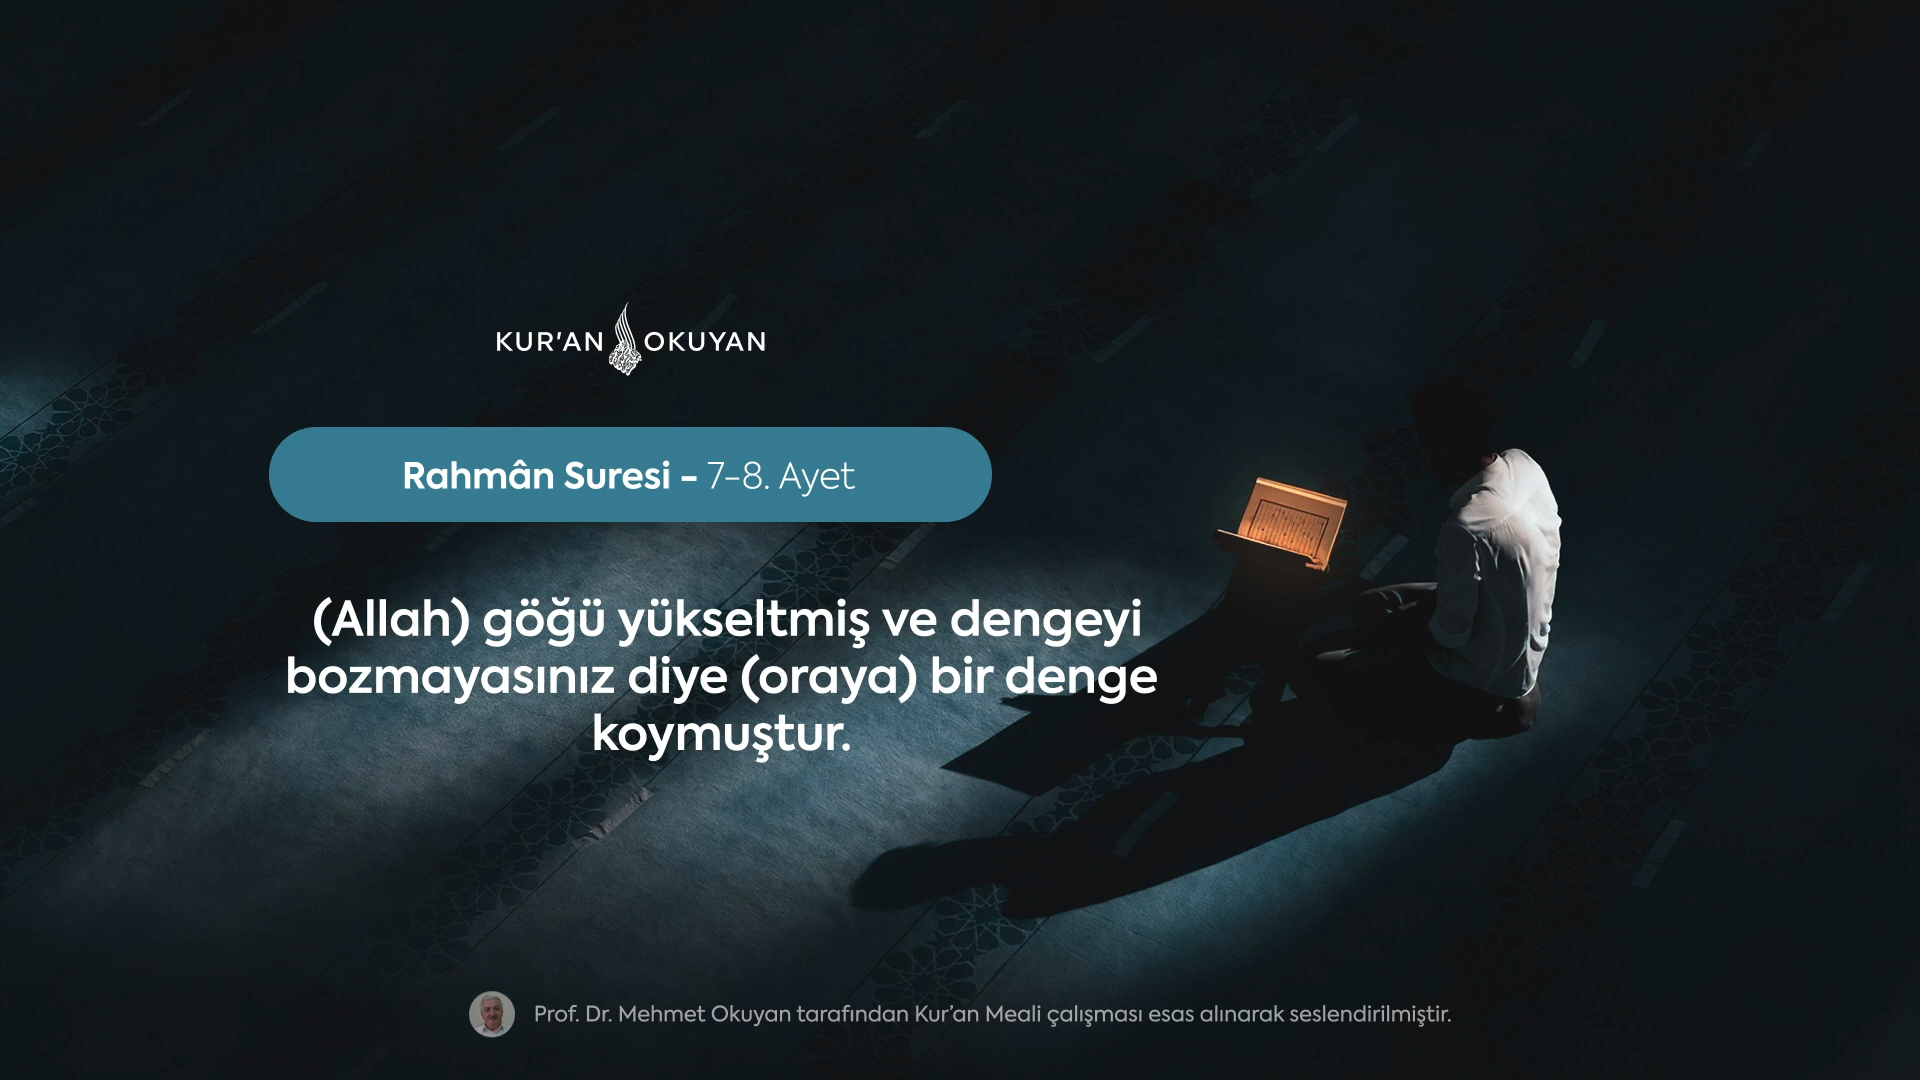 KUR'AN OKUYAN
Rahmân Suresi - 7-8. Ayet
(Allah) göğü yükseltmiş ve dengeyi
bozmayasınız diye (oraya) bir denge
koymuştur.
Prof. Dr. Mehmet Okuyan tarafından Kur’an Meali çalışması esas alınarak seslendirilmiştir.